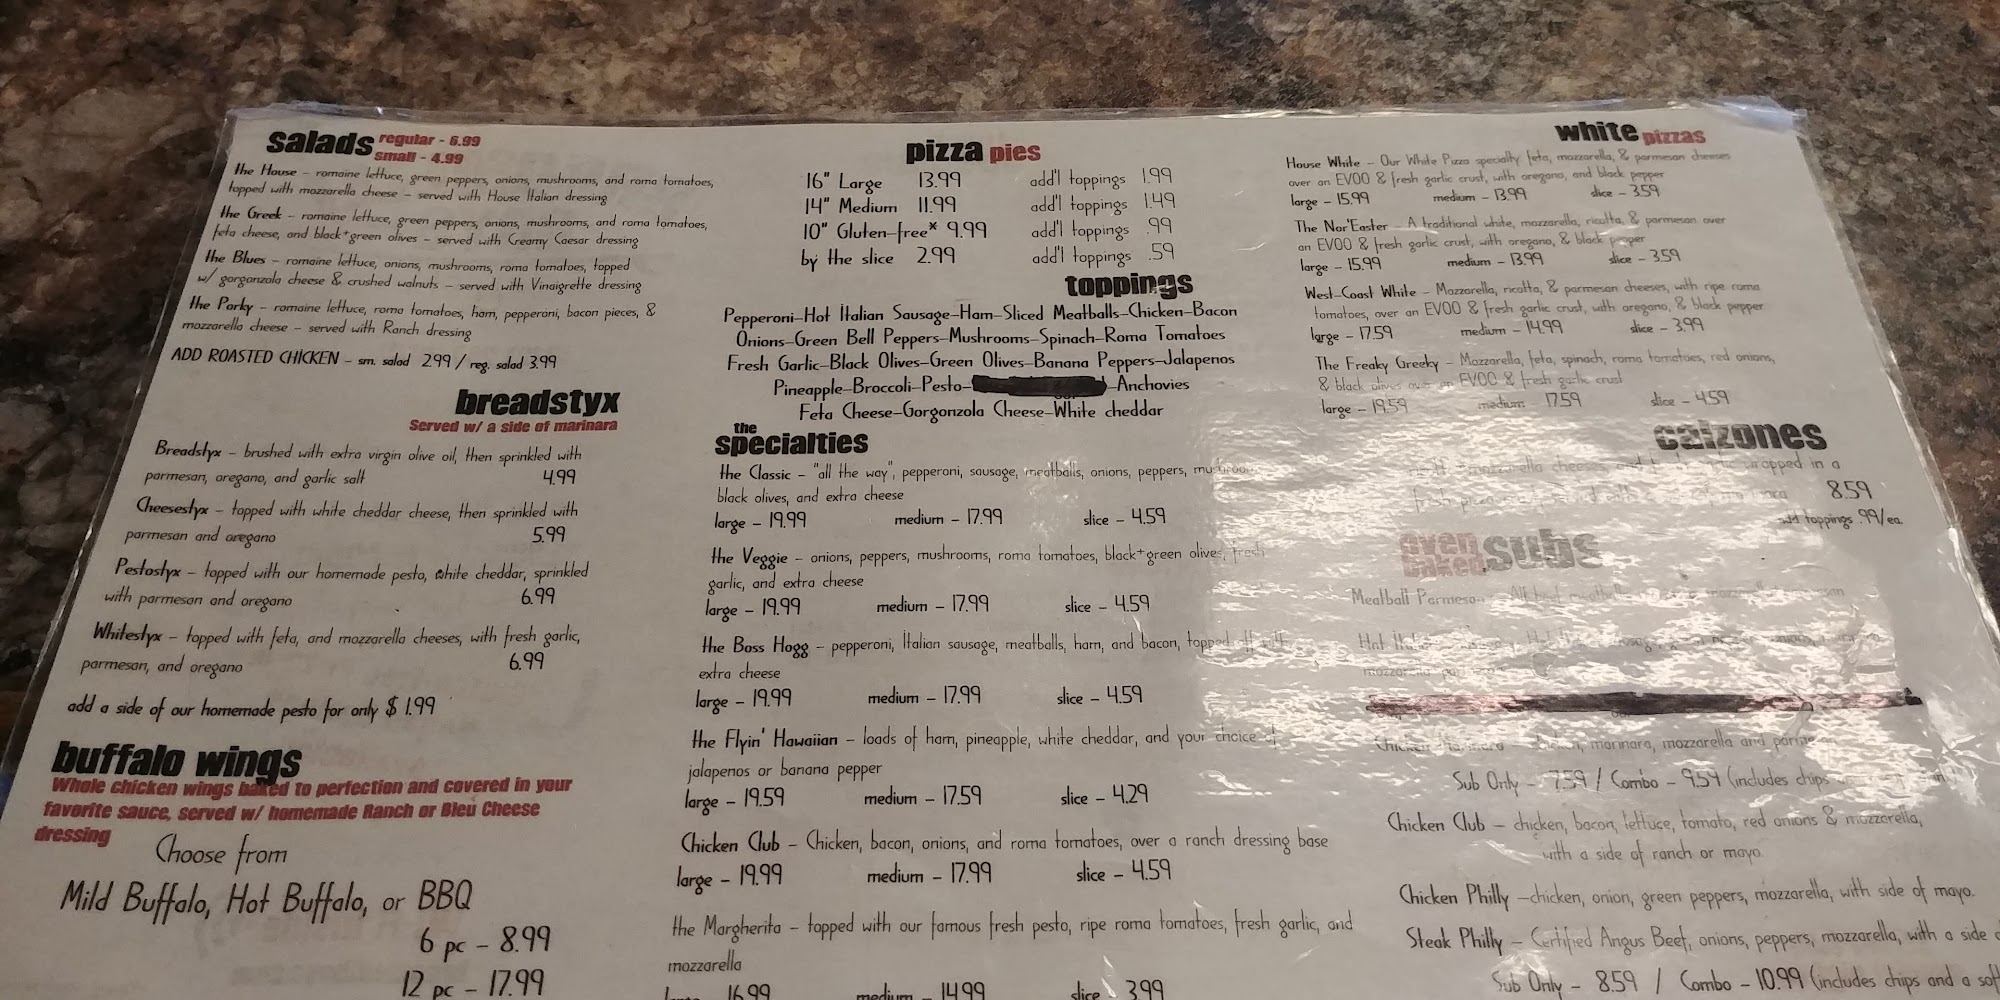 salads regular - 6.99
small - 4.99
the House – romaine lettuce, green peppers, onions, mushrooms, and roma tomatoes,
topped with mozzarella cheese – served with House Italian dressing
the Greek – romaine lettuce, green peppers, onions, mushrooms, and roma tomatoes,
feta cheese, and black+green olives – served with Creamy Caesar dressing
the Blues – romaine lettuce, onions, mushrooms, roma tomatoes, topped
w/ gorgonzola cheese & crushed walnuts – served with Vinaigrette dressing
the Porky – romaine lettuce, roma tomatoes, ham, pepperoni, bacon pieces, &
mozzarella cheese – served with Ranch dressing
ADD ROASTED CHICKEN – sm. salad 2.99 / reg. salad 3.99
breadstyx
Served w/ a side of marinara
Breadstyx – brushed with extra virgin olive oil, then sprinkled with
parmesan, oregano, and garlic salt 4.99
Cheesestyx – topped with white cheddar cheese, then sprinkled with
parmesan and oregano 5.99
Pestostyx – topped with our homemade pesto, white cheddar, sprinkled
with parmesan and oregano 6.99
Whitestyx – topped with feta, and mozzarella cheeses, with fresh garlic,
parmesan, and oregano 6.99
add a side of our homemade pesto for only $ 1.99
buffalo wings
Whole chicken wings baked to perfection and covered in your
favorite sauce, served w/ homemade Ranch or Bleu Cheese
dressing
Choose from
Mild Buffalo, Hot Buffalo, or BBQ
6 pc – 8.99
12 pc – 17.99
pizza pies
16" Large 13.99 add'l toppings 1.99
14" Medium 11.99 add'l toppings 1.49
10" Gluten-free* 9.99 add'l toppings .99
by the slice 2.99 add'l toppings .59
toppings
Pepperoni–Hot Italian Sausage–Ham–Sliced Meatballs–Chicken–Bacon
Onions–Green Bell Peppers–Mushrooms–Spinach–Roma Tomatoes
Fresh Garlic–Black Olives–Green Olives–Banana Peppers–Jalapenos
Pineapple–Broccoli–Pesto– –Anchovies
Feta Cheese–Gorgonzola Cheese–White cheddar
the
specialties
the Classic – "all the way", pepperoni, sausage, meatballs, onions, peppers,
black olives, and extra cheese
large – 19.99 medium – 17.99 slice – 4.59
the Veggie – onions, peppers, mushrooms, roma tomatoes, black+green olives, fresh
garlic, and extra cheese
large – 19.99 medium – 17.99 slice – 4.59
the Boss Hogg – pepperoni, Italian sausage, meatballs, ham, and bacon, topped off with
extra cheese
large – 19.99 medium – 17.99 slice – 4.59
the Flyin' Hawaiian – loads of ham, pineapple, white cheddar, and your choice of
jalapenos or banana pepper
large – 19.59 medium – 17.59 slice – 4.29
Chicken Club – Chicken, bacon, onions, and roma tomatoes, over a ranch dressing base
large – 19.99 medium – 17.99 slice – 4.59
the Margherita – topped with our famous fresh pesto, ripe roma tomatoes, fresh garlic, and
mozzarella
large – 16.99 medium – 14.99 slice – 3.99
white pizzas
House White – Our White Pizza specialty feta, mozzarella, & parmesan cheeses
over an EVOO & fresh garlic crust, with oregano, and black pepper
large – 15.99 medium – 13.99 slice – 3.59
The Nor'Easter – A traditional white, mozzarella, ricotta, & parmesan over
an EVOO & fresh garlic crust, with oregano, & black pepper
large – 15.99 medium – 13.99 slice – 3.59
West-Coast White – Mozzarella, ricotta, & parmesan cheeses, with ripe roma
tomatoes, over an EVOO & fresh garlic crust, with oregano, & black pepper
large – 17.59 medium – 14.99 slice – 3.99
The Freaky Greeky – Mozzarella, feta, spinach, roma tomatoes, red onions,
& black olives over an EVOO & fresh garlic crust
large – 19.59 medium – 17.59 slice – 4.59
calzones
mozzarella wrapped in a
fresh 8.59
add toppings .99/ea.
oven baked subs
Meatball Parmesan
Hot
mozzarella
Chicken marinara, mozzarella and
Sub Only – 7.59 / Combo – 9.59 (includes chips
Chicken Club – chicken, bacon, lettuce, tomato, red onions & mozzarella,
with a side of ranch or mayo.
Chicken Philly –chicken, onion, green peppers, mozzarella, with side of mayo.
Steak Philly – Certified Angus Beef, onions, peppers, mozzarella, with a side
Sub Only – 8.59 / Combo – 10.99 (includes chips and a